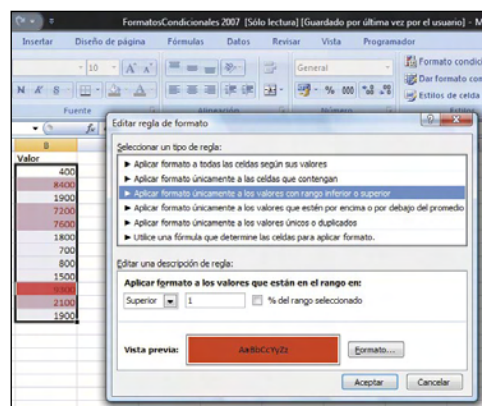 FormatosCondicionales 2007 [Sólo lectura] [Guardado por última vez por el usuario] - M
Insertar Diseño de página Fórmulas Datos Revisar Vista Programador
10 A A General Formato condic
N K S % 000 Dar formato com
Estilos de celda
Fuente Alineación Número Estilos
fx
Editar regla de formato
B
Valor
400
8400
1900
7200
7600
1800
700
800
1500
9300
2100
1900
Seleccionar un tipo de regla:
► Aplicar formato a todas las celdas según sus valores
► Aplicar formato únicamente a las celdas que contengan
► Aplicar formato únicamente a los valores con rango inferior o superior
► Aplicar formato únicamente a los valores que estén por encima o por debajo del promedio
► Aplicar formato únicamente a los valores únicos o duplicados
► Utilice una fórmula que determine las celdas para aplicar formato.
Editar una descripción de regla:
Aplicar formato a los valores que están en el rango en:
Superior 1 % del rango seleccionado
Vista previa: AaBbCcYyZz Formato...
Aceptar Cancelar